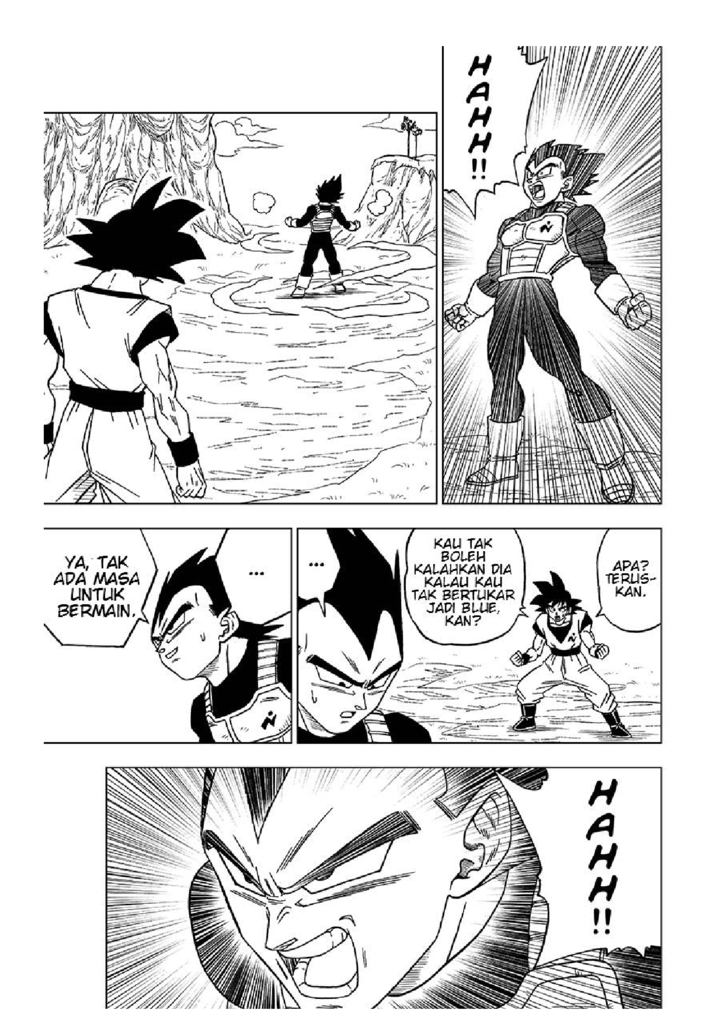 HAHH!!
APA?
TERUS-
KAN.
KAU TAK
BOLEH
KALAHKAN DIA
KALAU KAU
TAK BERTUKAR
JADI BLUE,
KAN?
...
...
YA, TAK
ADA MASA
UNTUK
BERMAIN.
HAHH!!